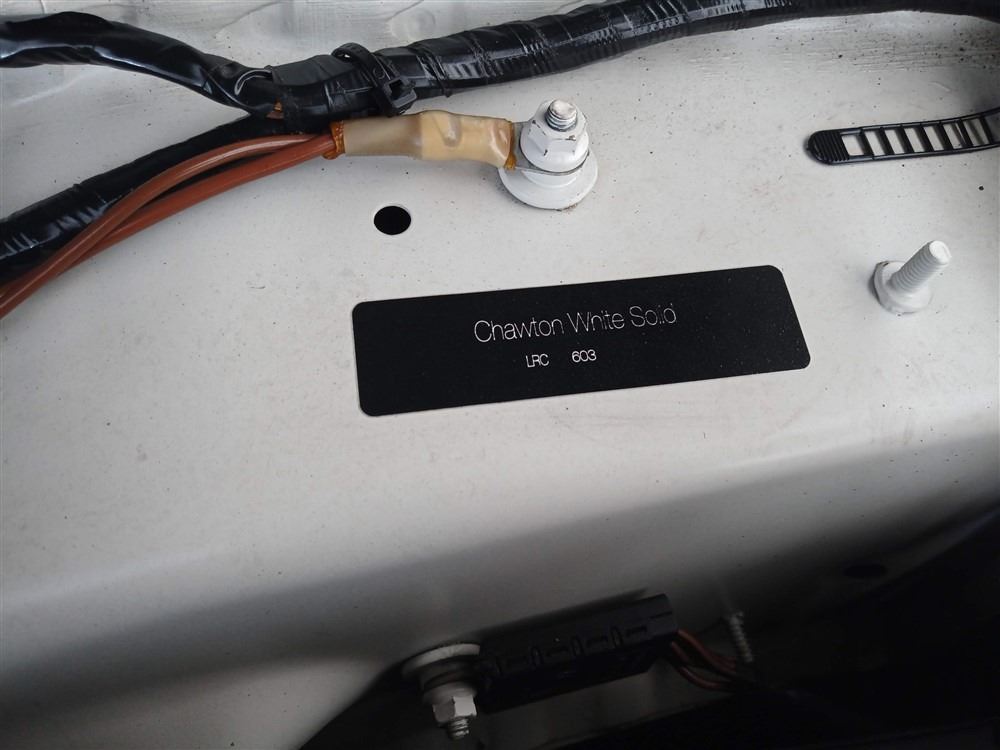 Chawton White Solid
LRC 603